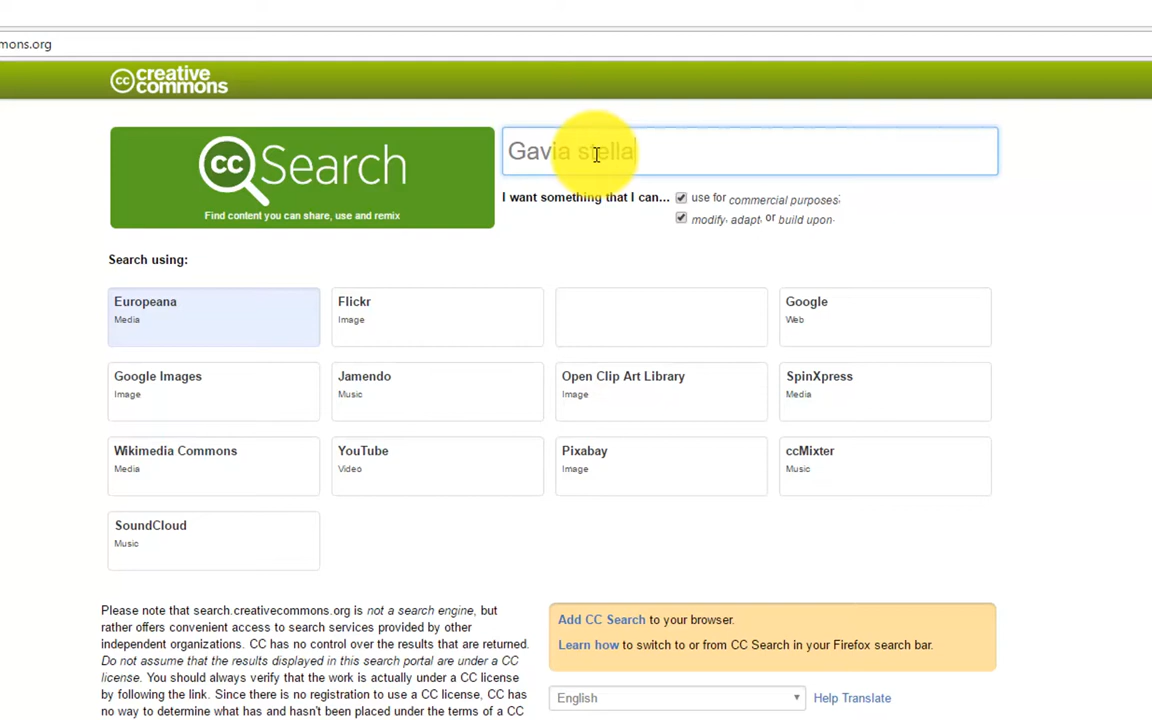 mons.org
cc creative
commons
cc Search
Find content you can share, use and remix
Gavia stella
I want something that I can... use for commercial purposes;
modify, adapt, or build upon.
Search using:
Europeana
Media
Flickr
Image
Google
Web
Google Images
Image
Jamendo
Music
Open Clip Art Library
Image
SpinXpress
Media
Wikimedia Commons
Media
YouTube
Video
Pixabay
Image
ccMixter
Music
SoundCloud
Music
Please note that search.creativecommons.org is not a search engine, but
rather offers convenient access to search services provided by other
independent organizations. CC has no control over the results that are returned.
Do not assume that the results displayed in this search portal are under a CC
license. You should always verify that the work is actually under a CC license
by following the link. Since there is no registration to use a CC license, CC has
no way to determine what has and hasn't been placed under the terms of a CC
Add CC Search to your browser.
Learn how to switch to or from CC Search in your Firefox search bar.
English
Help Translate